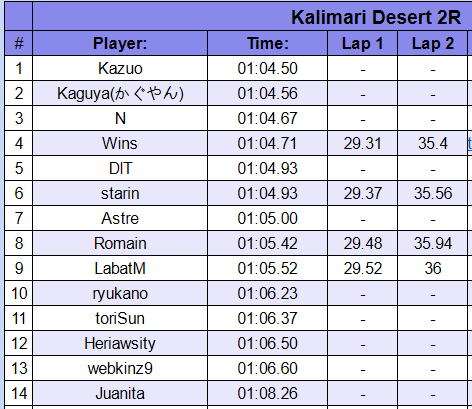 Kalimari Desert 2R
# Player: Time: Lap 1 Lap 2
1 Kazuo 01:04.50 - -
2 Kaguya(かぐやん) 01:04.56 - -
3 N 01:04.67 - -
4 Wins 01:04.71 29.31 35.4 t
5 DIT 01:04.93 - -
6 starin 01:04.93 29.37 35.56
7 Astre 01:05.00 - -
8 Romain 01:05.42 29.48 35.94
9 LabatM 01:05.52 29.52 36
10 ryukano 01:06.23 - -
11 toriSun 01:06.37 - -
12 Heriawsity 01:06.50 - -
13 webkinz9 01:06.60 - -
14 Juanita 01:08.26 - -